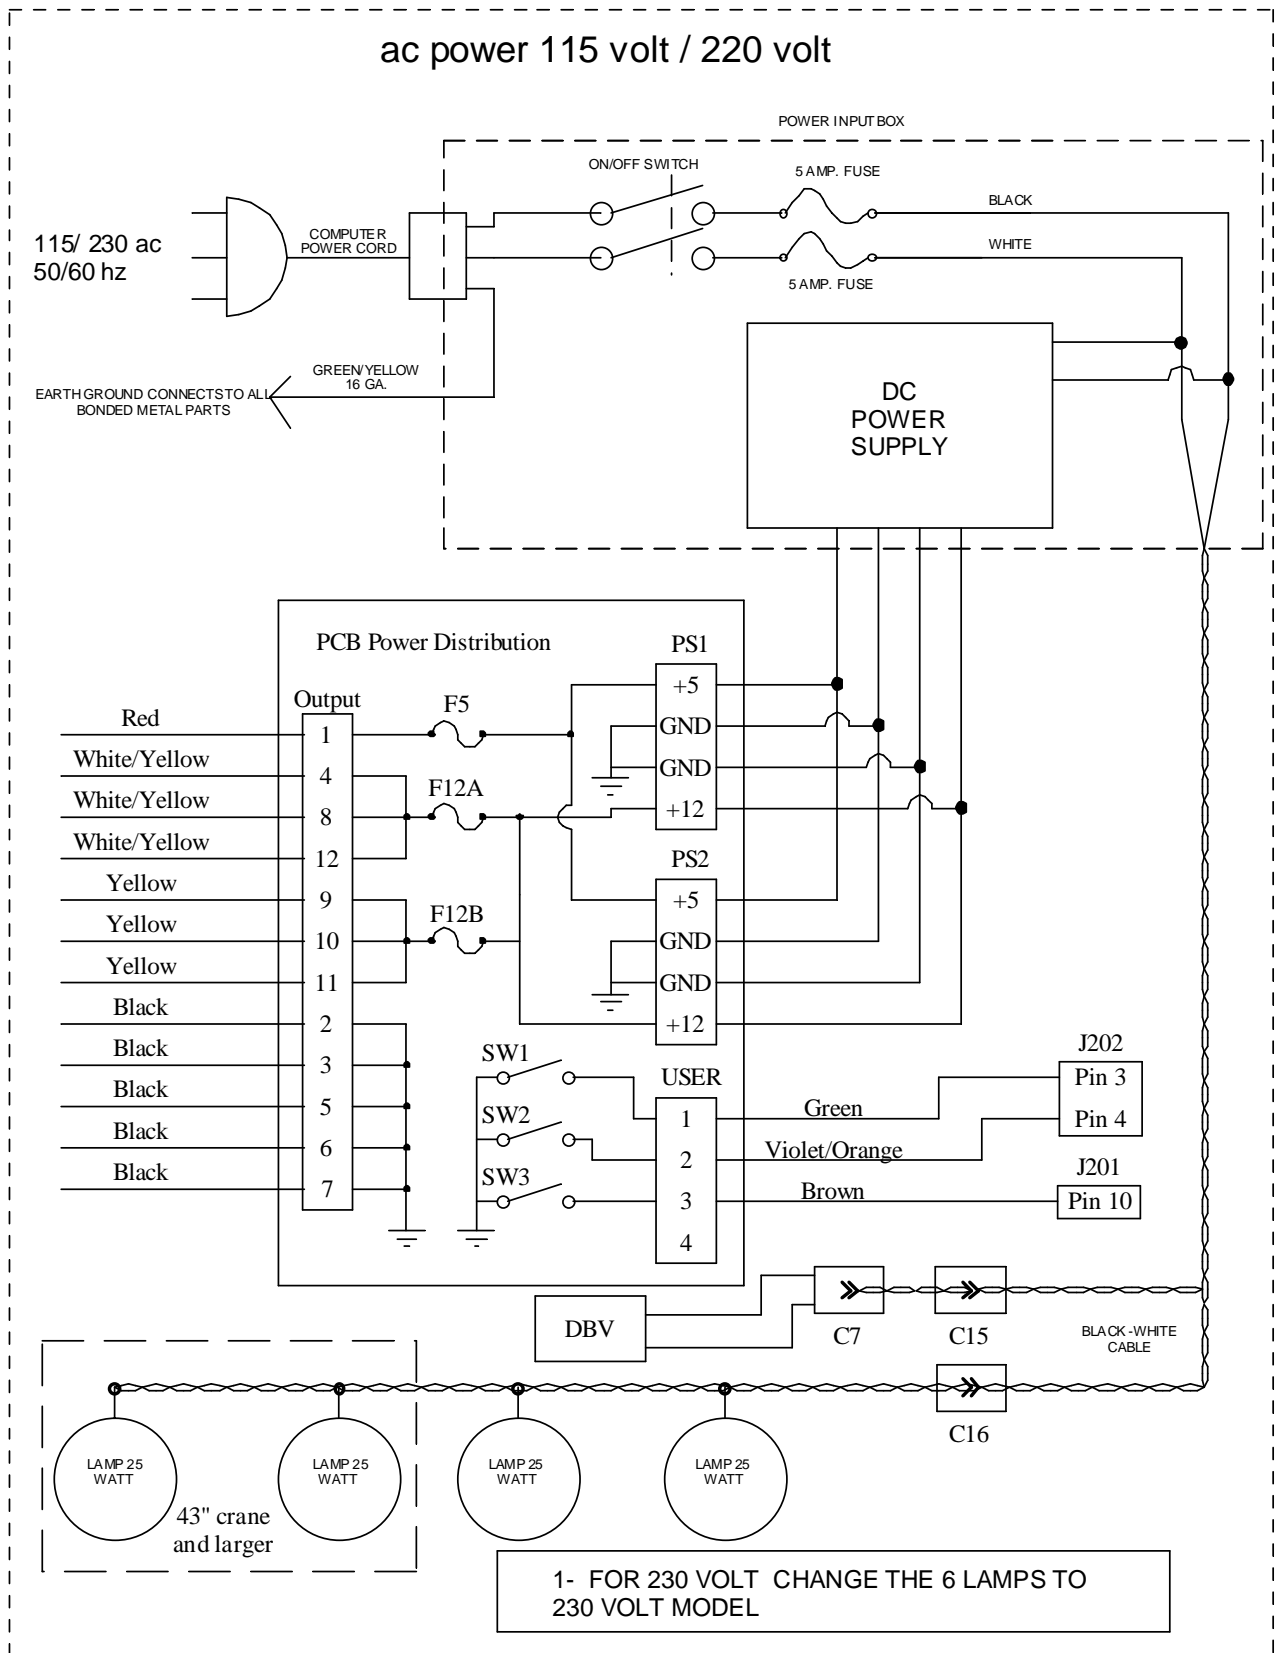 ac power 115 volt / 220 volt
POWER INPUT BOX
ON/OFF SWITCH
5 AMP. FUSE
BLACK
115/ 230 ac
50/60 hz
COMPUTER
POWER CORD
WHITE
5 AMP. FUSE
GREEN/YELLOW
16 GA.
EARTH GROUND CONNECTS TO ALL
BONDED METAL PARTS
DC
POWER
SUPPLY
PCB Power Distribution
PS1
Output
+5
GND
GND
+12
F5
F12A
F12B
Red
1
White/Yellow
4
White/Yellow
8
White/Yellow
12
Yellow
9
Yellow
10
Yellow
11
Black
2
Black
3
Black
5
Black
6
Black
7
PS2
+5
GND
GND
+12
SW1
SW2
SW3
USER
1
2
3
4
Green
Violet/Orange
Brown
J202
Pin 3
Pin 4
J201
Pin 10
DBV
C7
C15
BLACK -WHITE
CABLE
C16
LAMP 25
WATT
LAMP 25
WATT
LAMP 25
WATT
LAMP 25
WATT
43" crane
and larger
1- FOR 230 VOLT CHANGE THE 6 LAMPS TO
230 VOLT MODEL